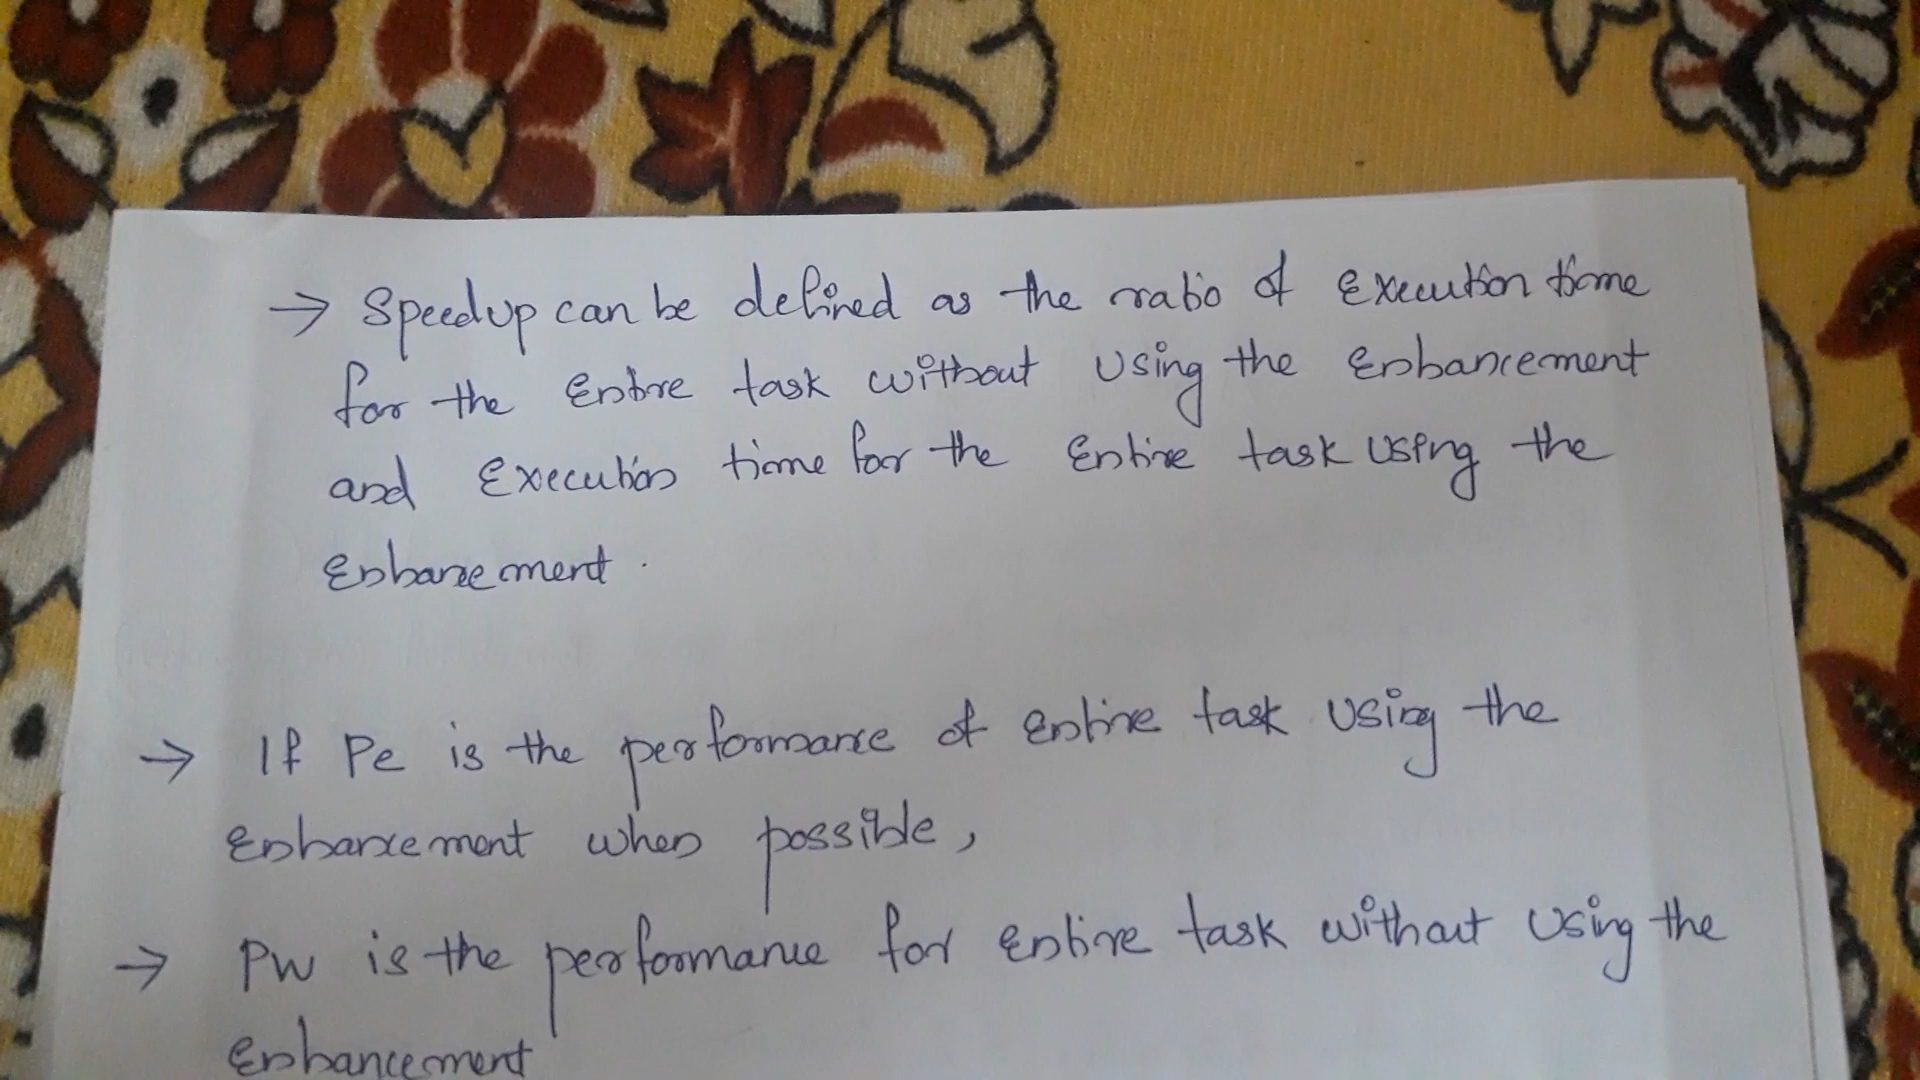 → Speedup can be defined as the ratio of Execution time
for the Entire task without Using the Enhancement
and Execution time for the Entire task Using the
Enhancement.
→ If Pe is the performance of entire task Using the
Enhancement when possible,
→ Pw is the performance for entire task without Using the
Enhancement